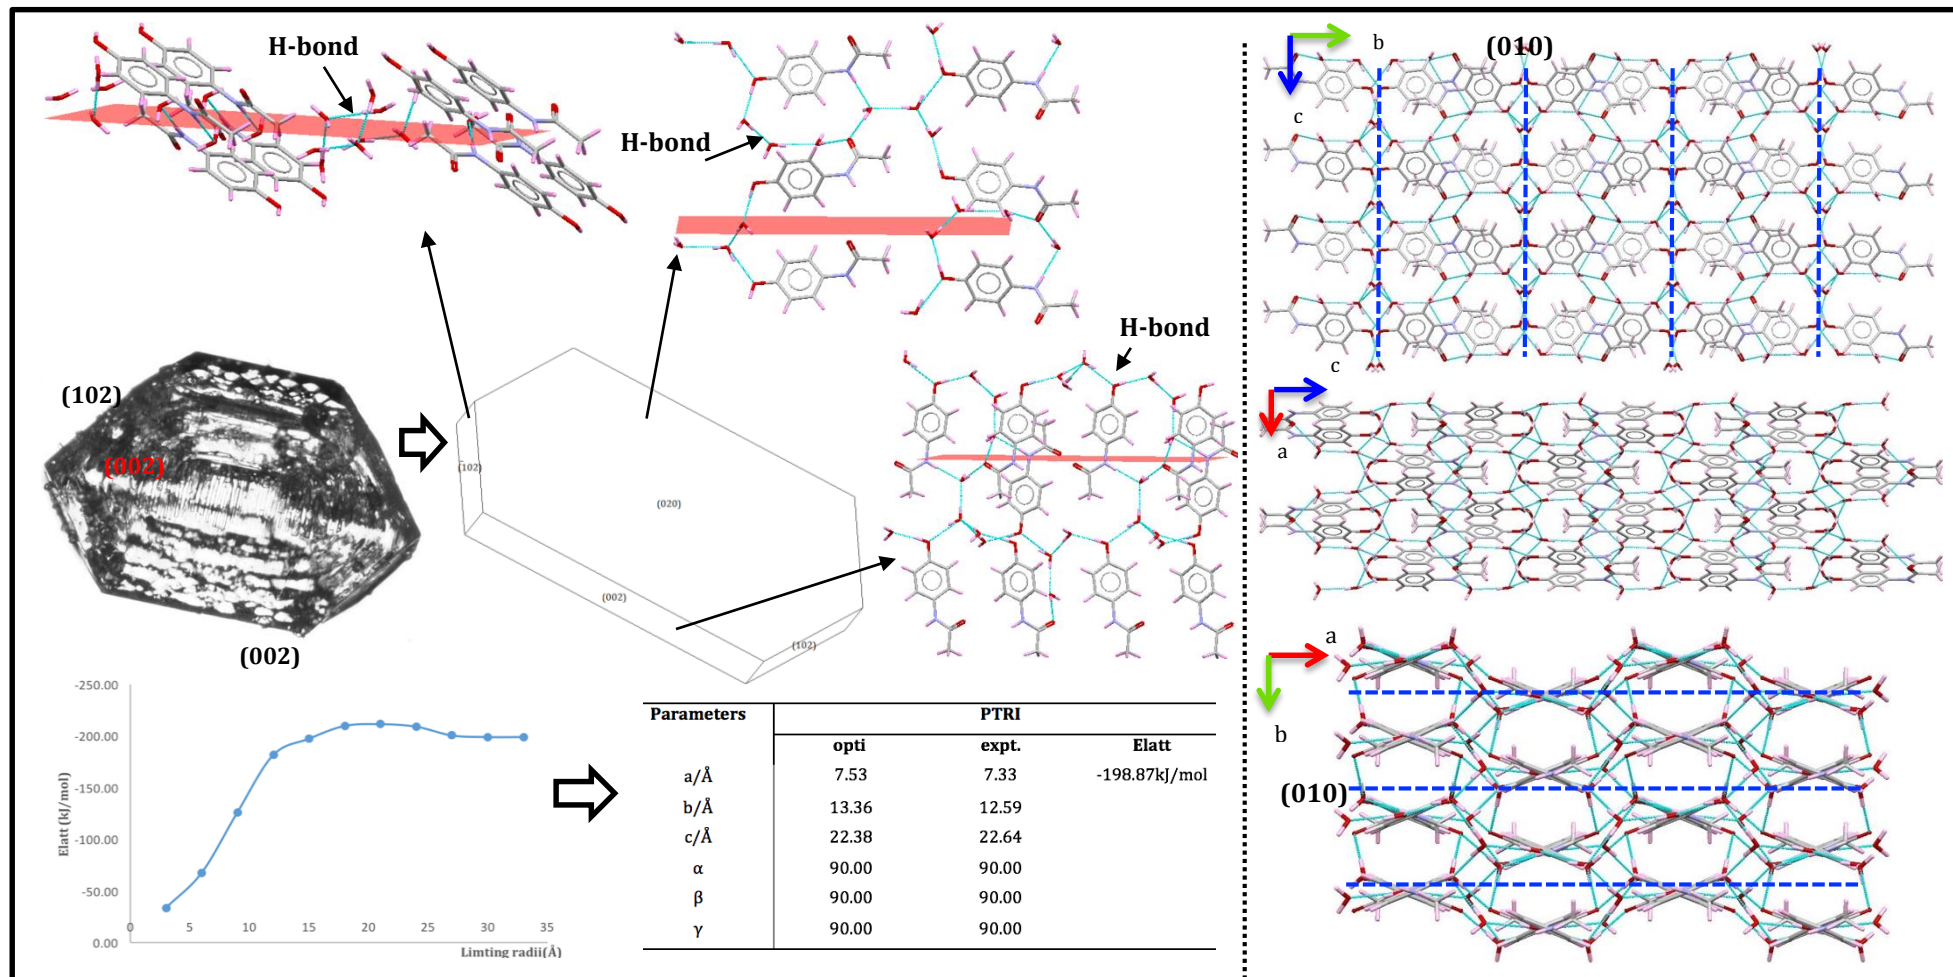 H-bond
H-bond
H-bond
(102)
(002)
(002)
(102)
(020)
(002)
(102)
-250.00
-200.00
-150.00
-100.00
-50.00
0.00
0 5 10 15 20 25 30 35
Elatt (kJ/mol)
Limting radii(Å)
Parameters PTRI
opti expt. Elatt
a/Å 7.53 7.33 -198.87kJ/mol
b/Å 13.36 12.59
c/Å 22.38 22.64
α 90.00 90.00
β 90.00 90.00
γ 90.00 90.00
b
(010)
c
c
a
a
b
(010)